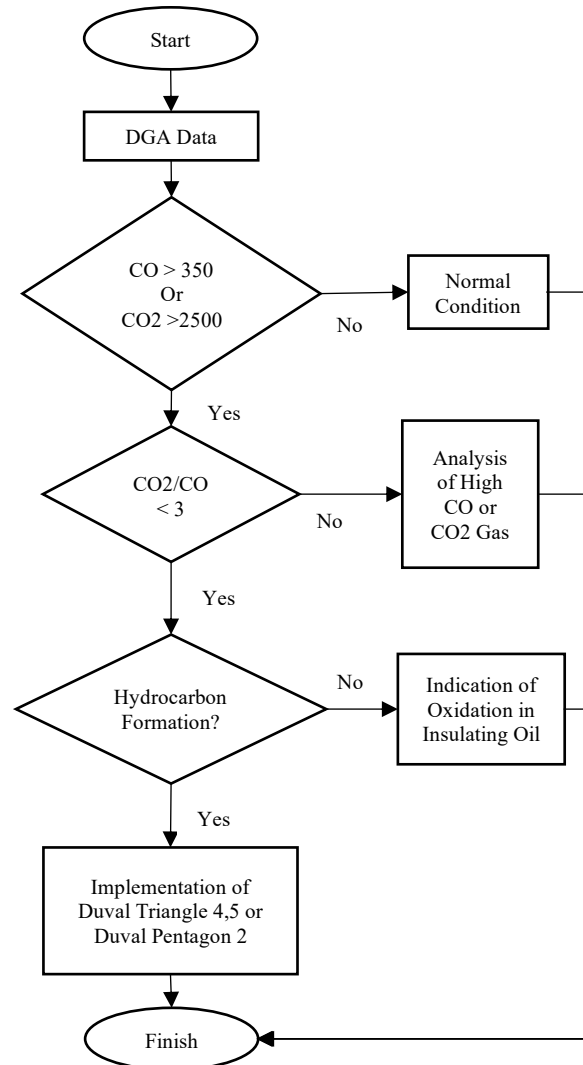 Start
DGA Data
CO > 350
Or
CO2 >2500
No
Normal
Condition
Yes
CO2/CO
< 3
No
Analysis
of High
CO or
CO2 Gas
Yes
Hydrocarbon
Formation?
No
Indication of
Oxidation in
Insulating Oil
Yes
Implementation of
Duval Triangle 4,5 or
Duval Pentagon 2
Finish